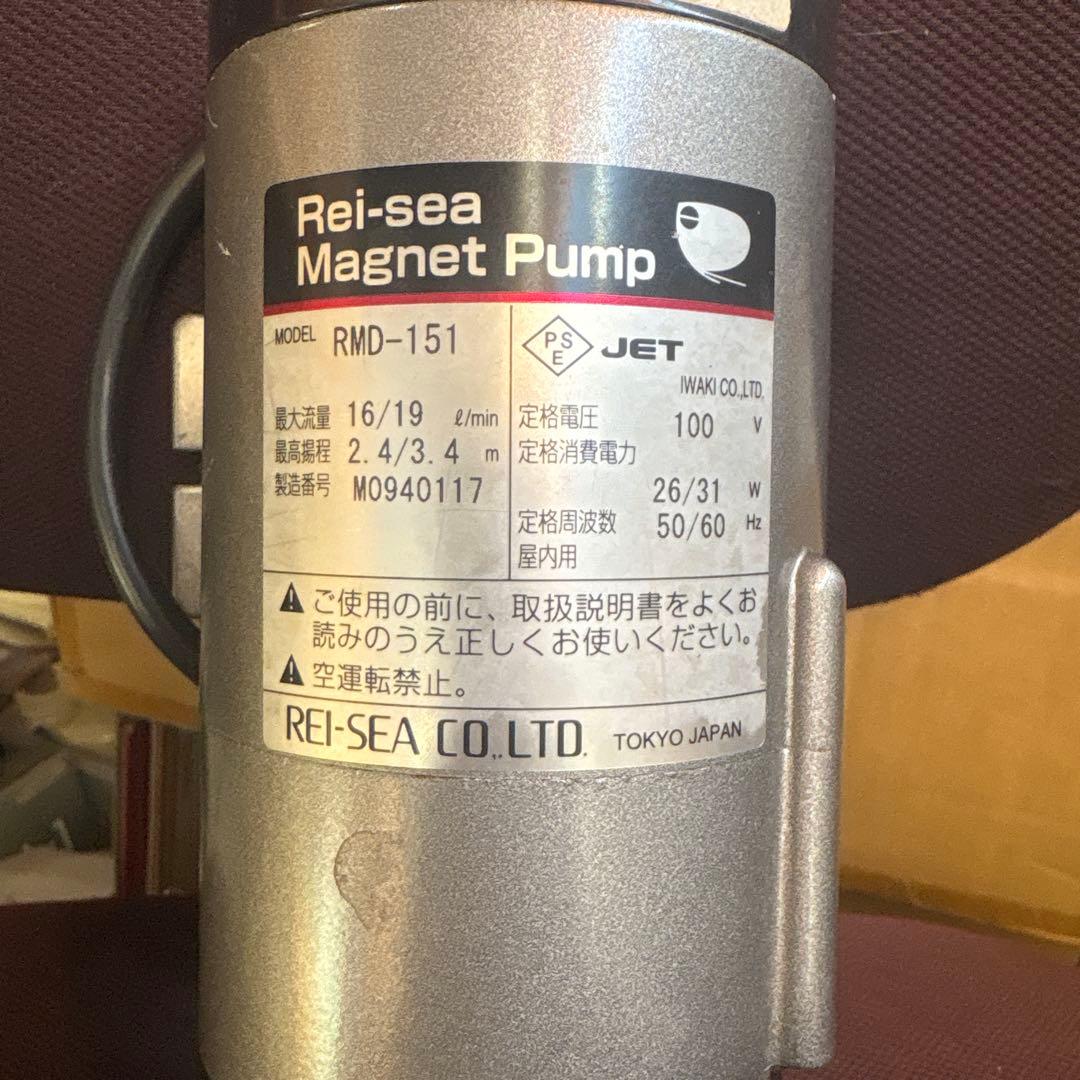 Rei-sea
Magnet Pump
MODEL RMD-151
最大流量 16/19 ℓ/min
最高揚程 2.4/3.4 m
製造番号 M0940117
PSE JET
IWAKI CO.,LTD.
定格電圧 100 V
定格消費電力
26/31 W
定格周波数 50/60 Hz
屋内用
ご使用の前に、取扱説明書をよくお
読みのうえ正しくお使いください。
空運転禁止。
REI-SEA CO.,LTD. TOKYO JAPAN